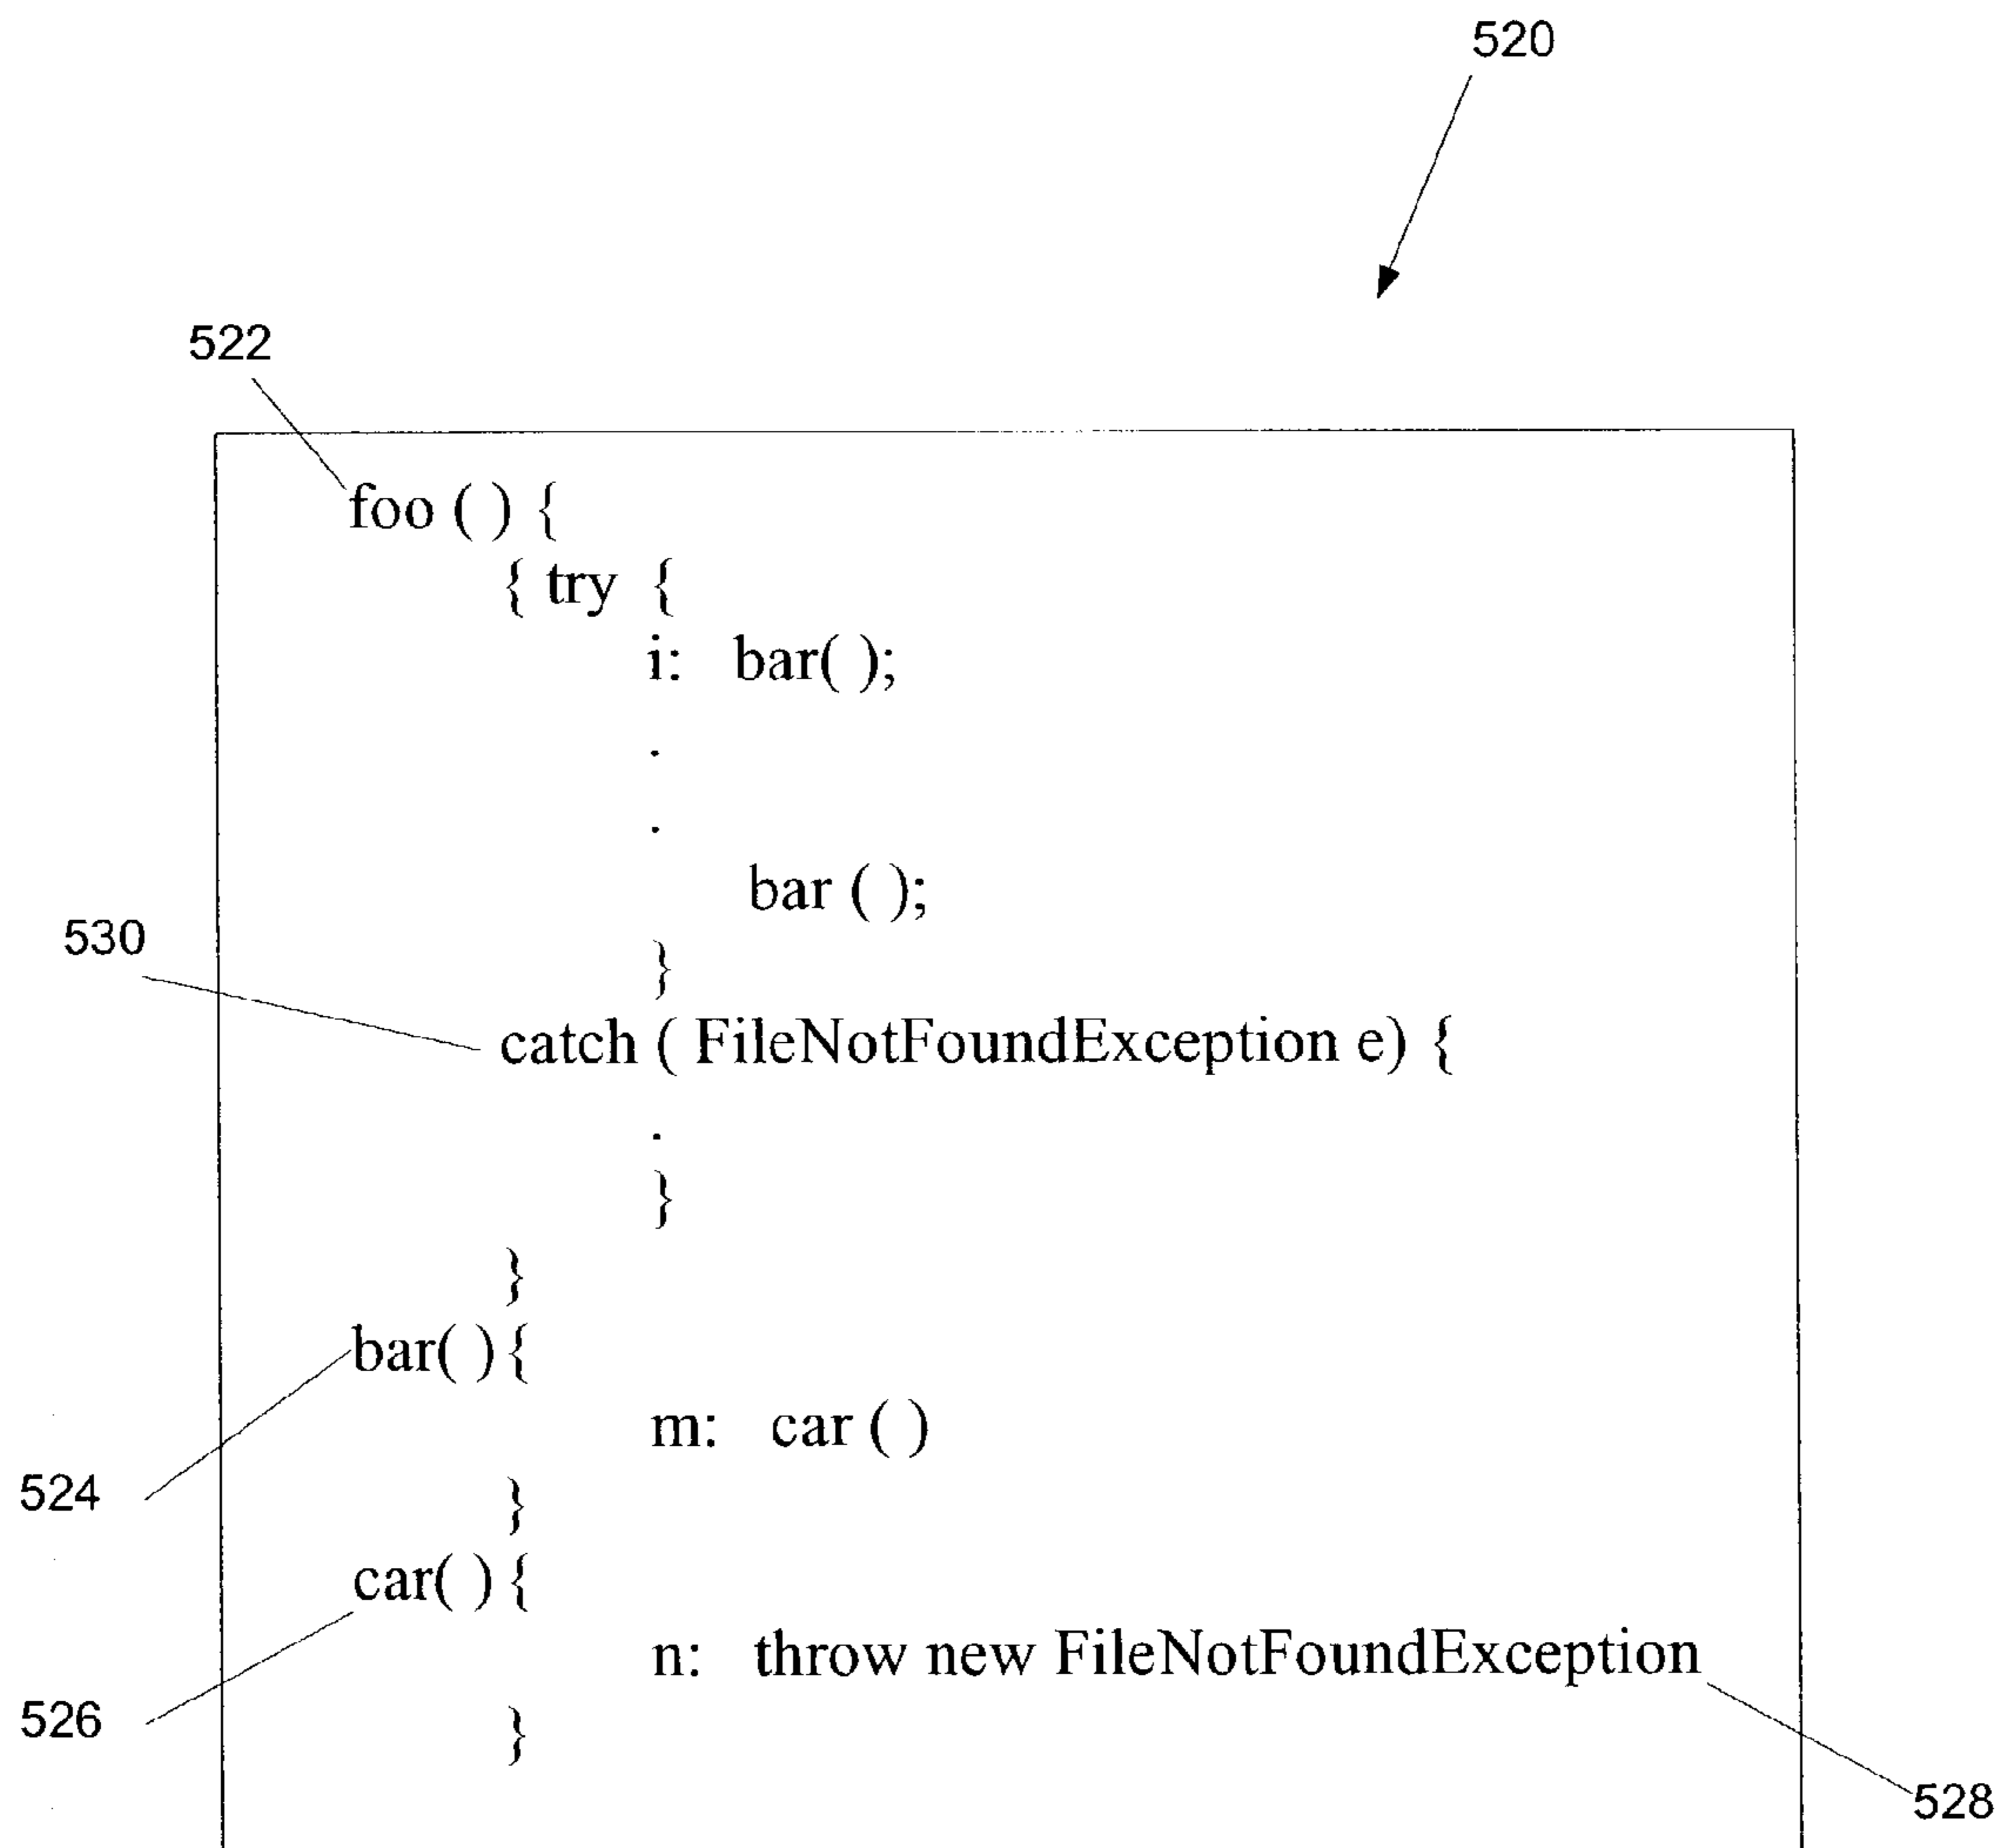 520
522
foo ( ) {
{ try {
i: bar( );
.
.
bar ( );
}
530
catch ( FileNotFoundException e) {
.
}
}
bar( ) {
m: car ( )
524
}
car( ) {
n: throw new FileNotFoundException
526
}
528